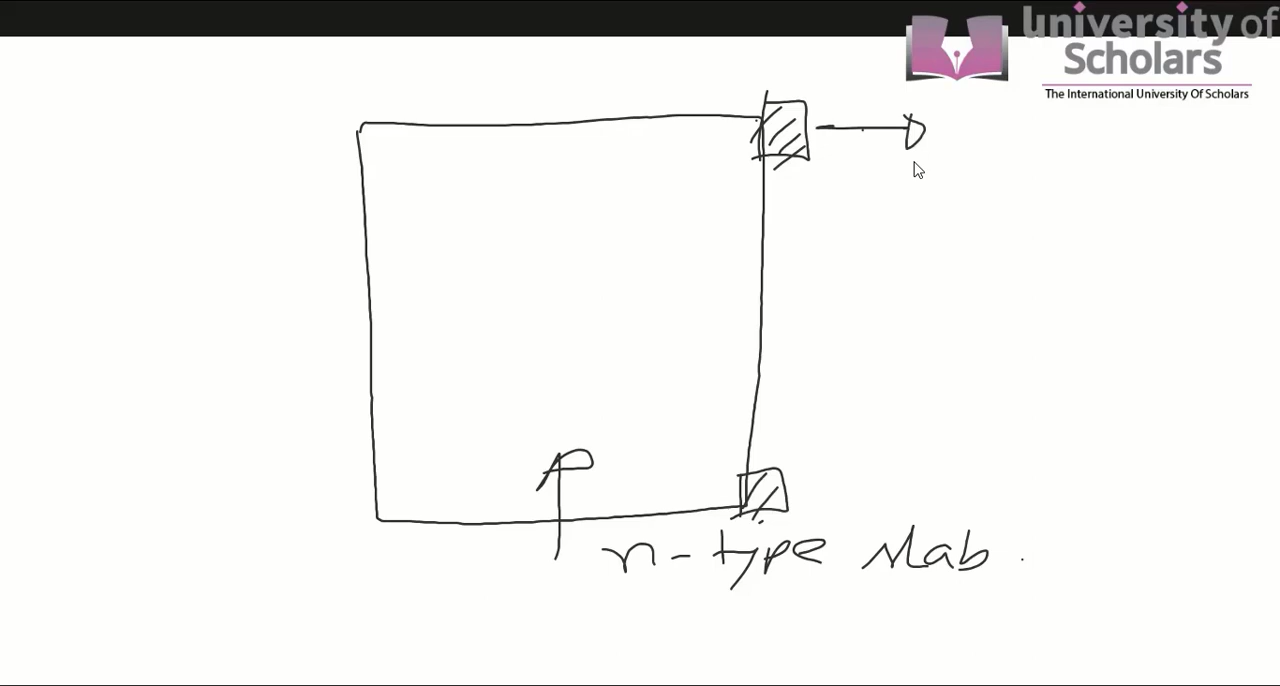 university of
Scholars
The International University Of Scholars
n-type slab.